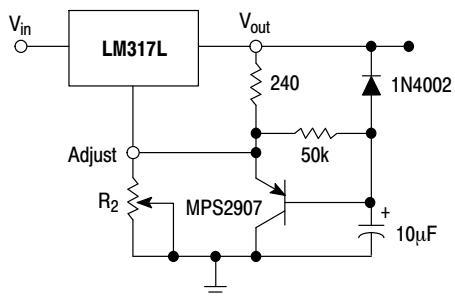 V_in
LM317L
V_out
240
1N4002
50k
Adjust
R_2
MPS2907
+
10μF